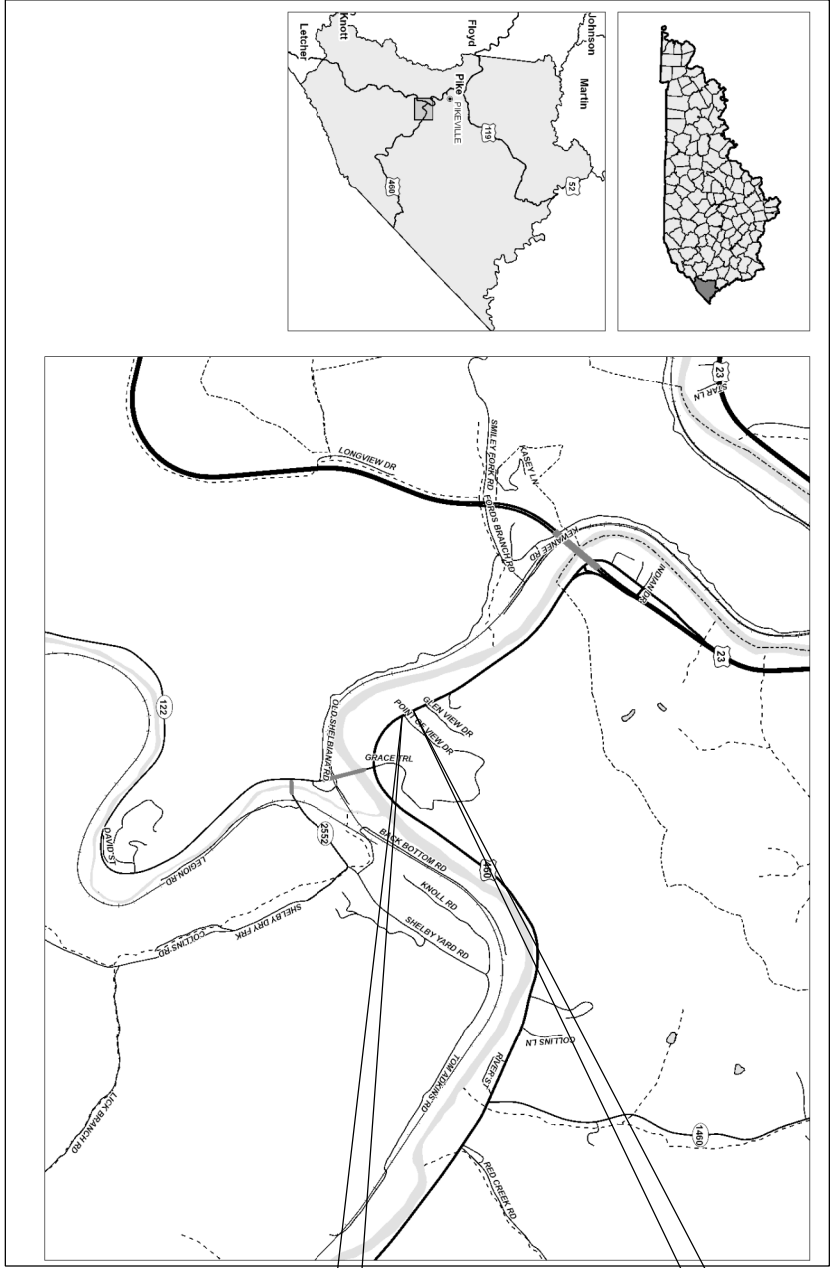 Johnson
Martin
Floyd
Knott
Letcher
Pike
PIKEVILLE
119
52
460
23
STAR LN
LONGVIEW DR
SMILEY FORK RD
KASEY LN
FORDS BRANCH RD
KEWANEE RD
INDIAN DR
23
GLEN VIEW DR
POINT OF VIEW DR
GRACE TRL
OLD SHELBIANA RD
122
DAVID ST
LEGION RD
2552
BACK BOTTOM RD
KNOLL RD
SHELBY YARD RD
460
SHELBY DRY FRK
COLLINS RD
COLLINS LN
RIVER ST
TOM ADKINS RD
1460
RED CREEK RD
LICK BRANCH RD